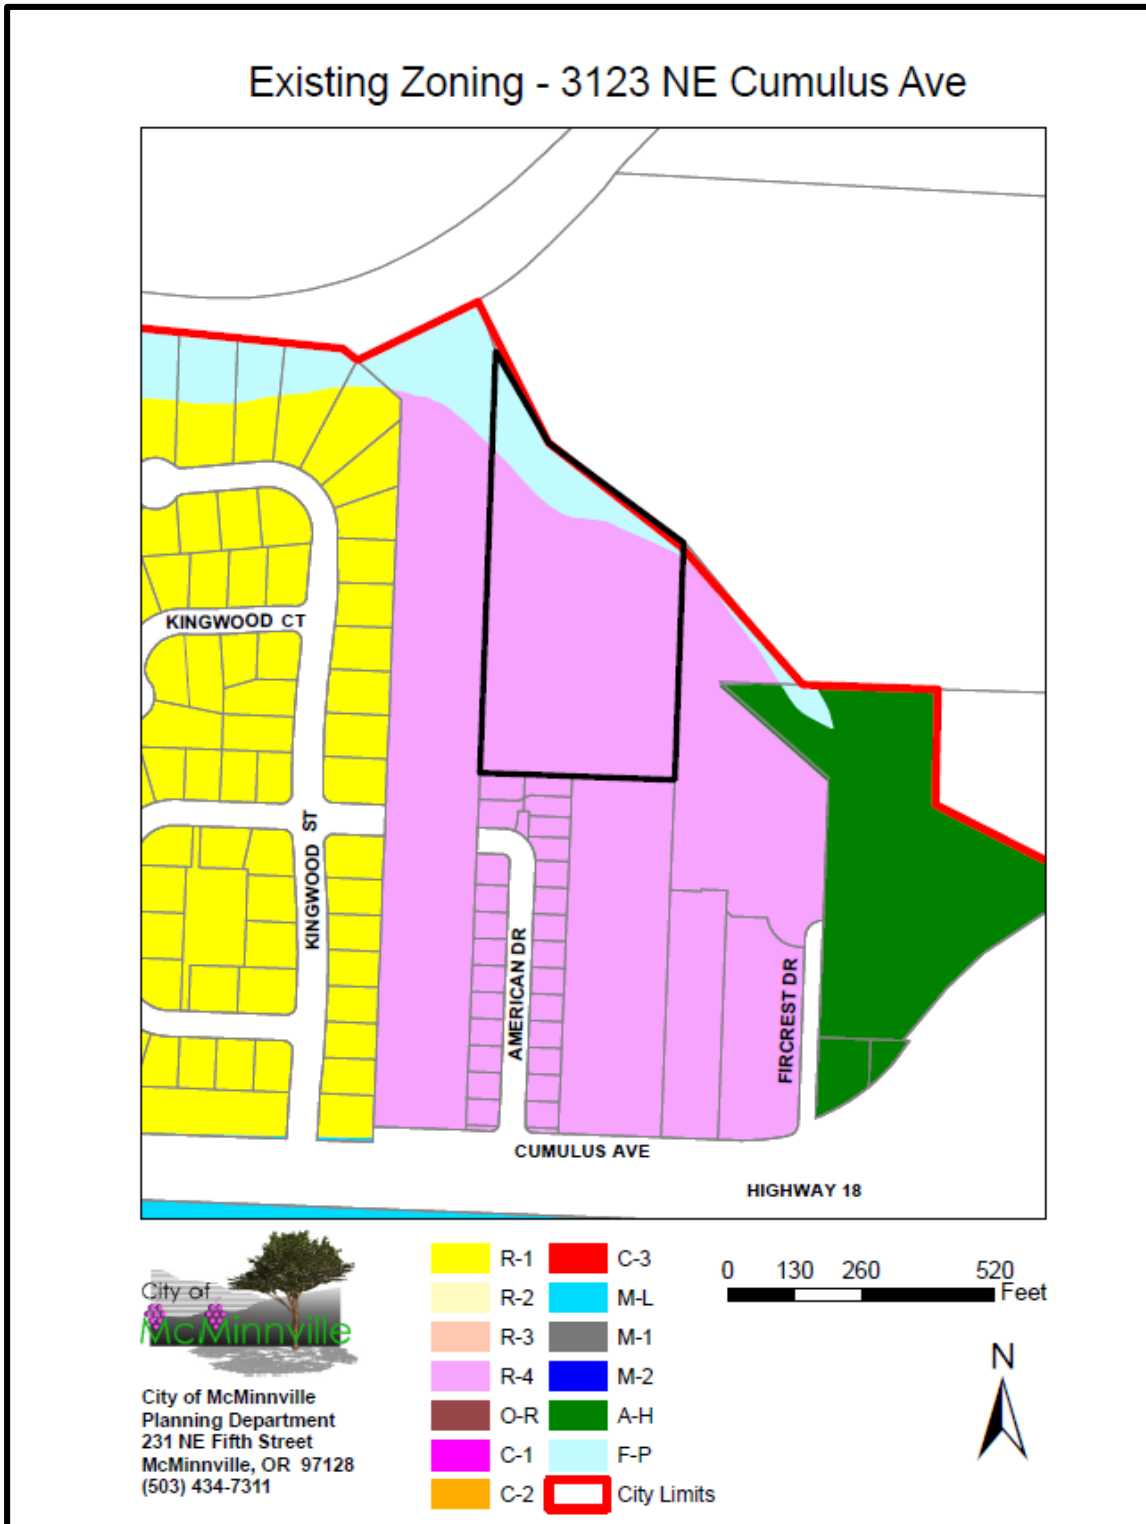 Existing Zoning - 3123 NE Cumulus Ave
KINGWOOD CT
KINGWOOD ST
AMERICAN DR
FIRCREST DR
CUMULUS AVE
HIGHWAY 18
City of
McMinnville
City of McMinnville
Planning Department
231 NE Fifth Street
McMinnville, OR 97128
(503) 434-7311
R-1
R-2
R-3
R-4
O-R
C-1
C-2
C-3
M-L
M-1
M-2
A-H
F-P
City Limits
0 130 260 520
Feet
N